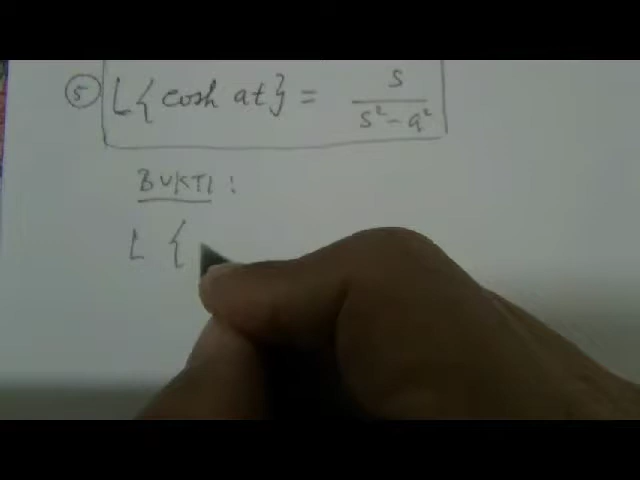 ⑤ L{cosh at} = s / (s² - a²)
BUKTI :
L {